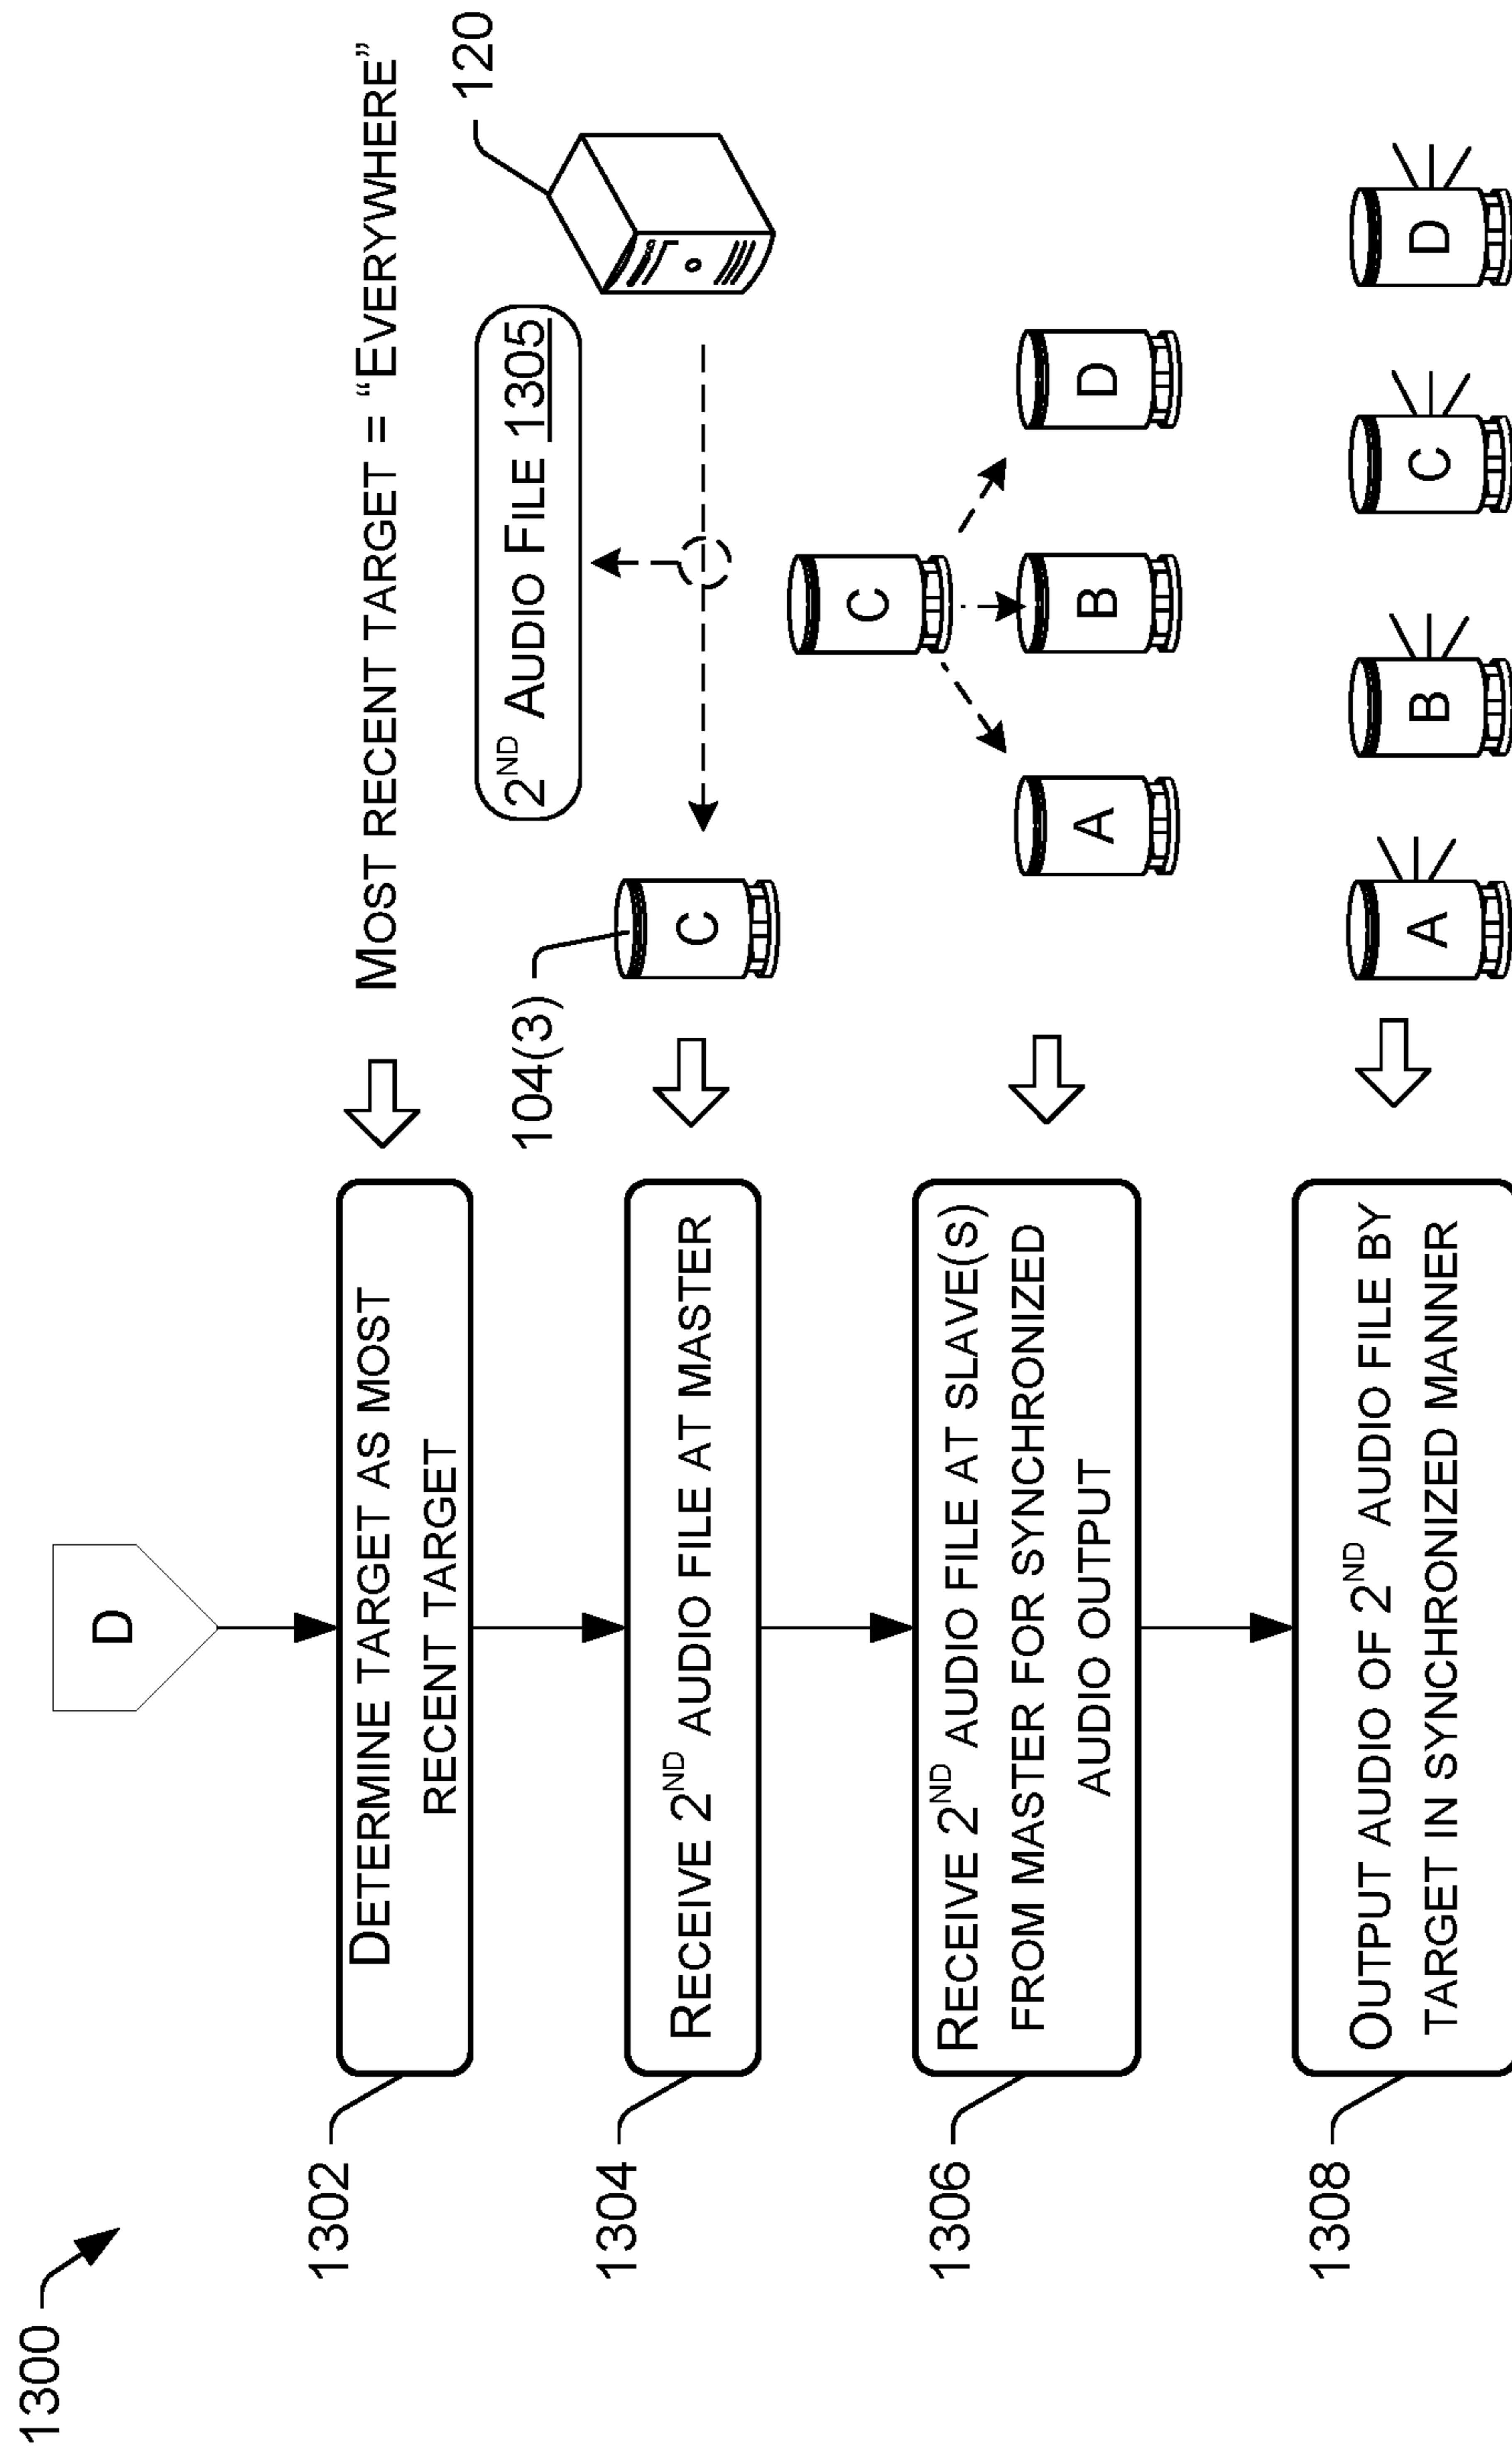 1300
D
1302
DETERMINE TARGET AS MOST
RECENT TARGET
MOST RECENT TARGET = “EVERYWHERE”
1304
RECEIVE 2ND AUDIO FILE AT MASTER
104(3)
C
2ND AUDIO FILE 1305
120
1306
RECEIVE 2ND AUDIO FILE AT SLAVE(S)
FROM MASTER FOR SYNCHRONIZED
AUDIO OUTPUT
C
A B D
1308
OUTPUT AUDIO OF 2ND AUDIO FILE BY
TARGET IN SYNCHRONIZED MANNER
A B C D